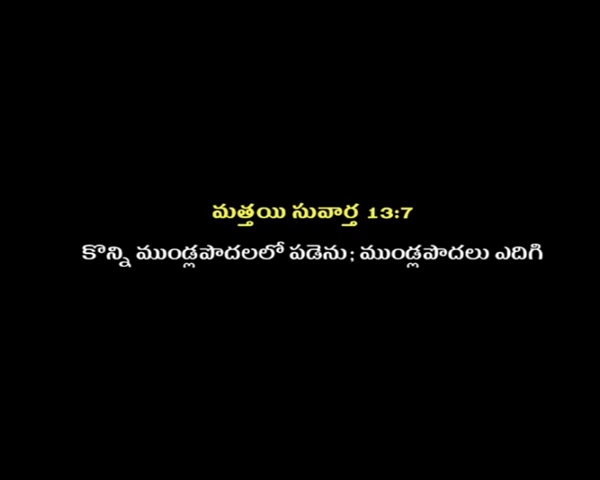 మత్తయి సువార్త 13:7
కొన్ని ముండ్లపొదలలో పడెను; ముండ్లపొదలు ఎదిగి